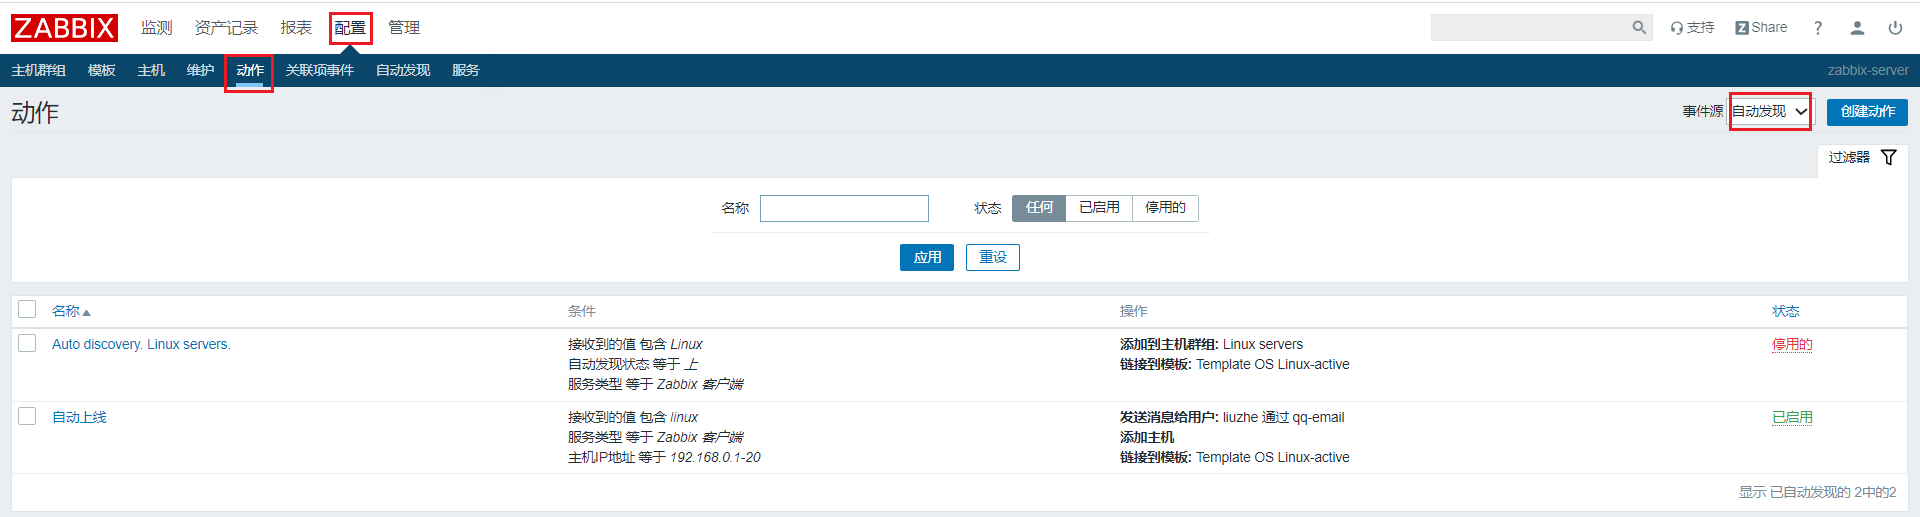 ZABBIX 监测 资产记录 报表 配置 管理 支持 Z Share ?
主机群组 模板 主机 维护 动作 关联项事件 自动发现 服务 zabbix-server
动作 事件源 自动发现 创建动作
过滤器
名称 状态 任何 已启用 停用的
应用 重设
名称 条件 操作 状态
Auto discovery. Linux servers. 接收到的值 包含 Linux 添加到主机群组: Linux servers 停用的
自动发现状态 等于 上 链接到模板: Template OS Linux-active
服务类型 等于 Zabbix 客户端
自动上线 接收到的值 包含 linux 发送消息给用户: liuzhe 通过 qq-email 已启用
服务类型 等于 Zabbix 客户端 添加主机
主机IP地址 等于 192.168.0.1-20 链接到模板: Template OS Linux-active
显示 已自动发现的 2中的2